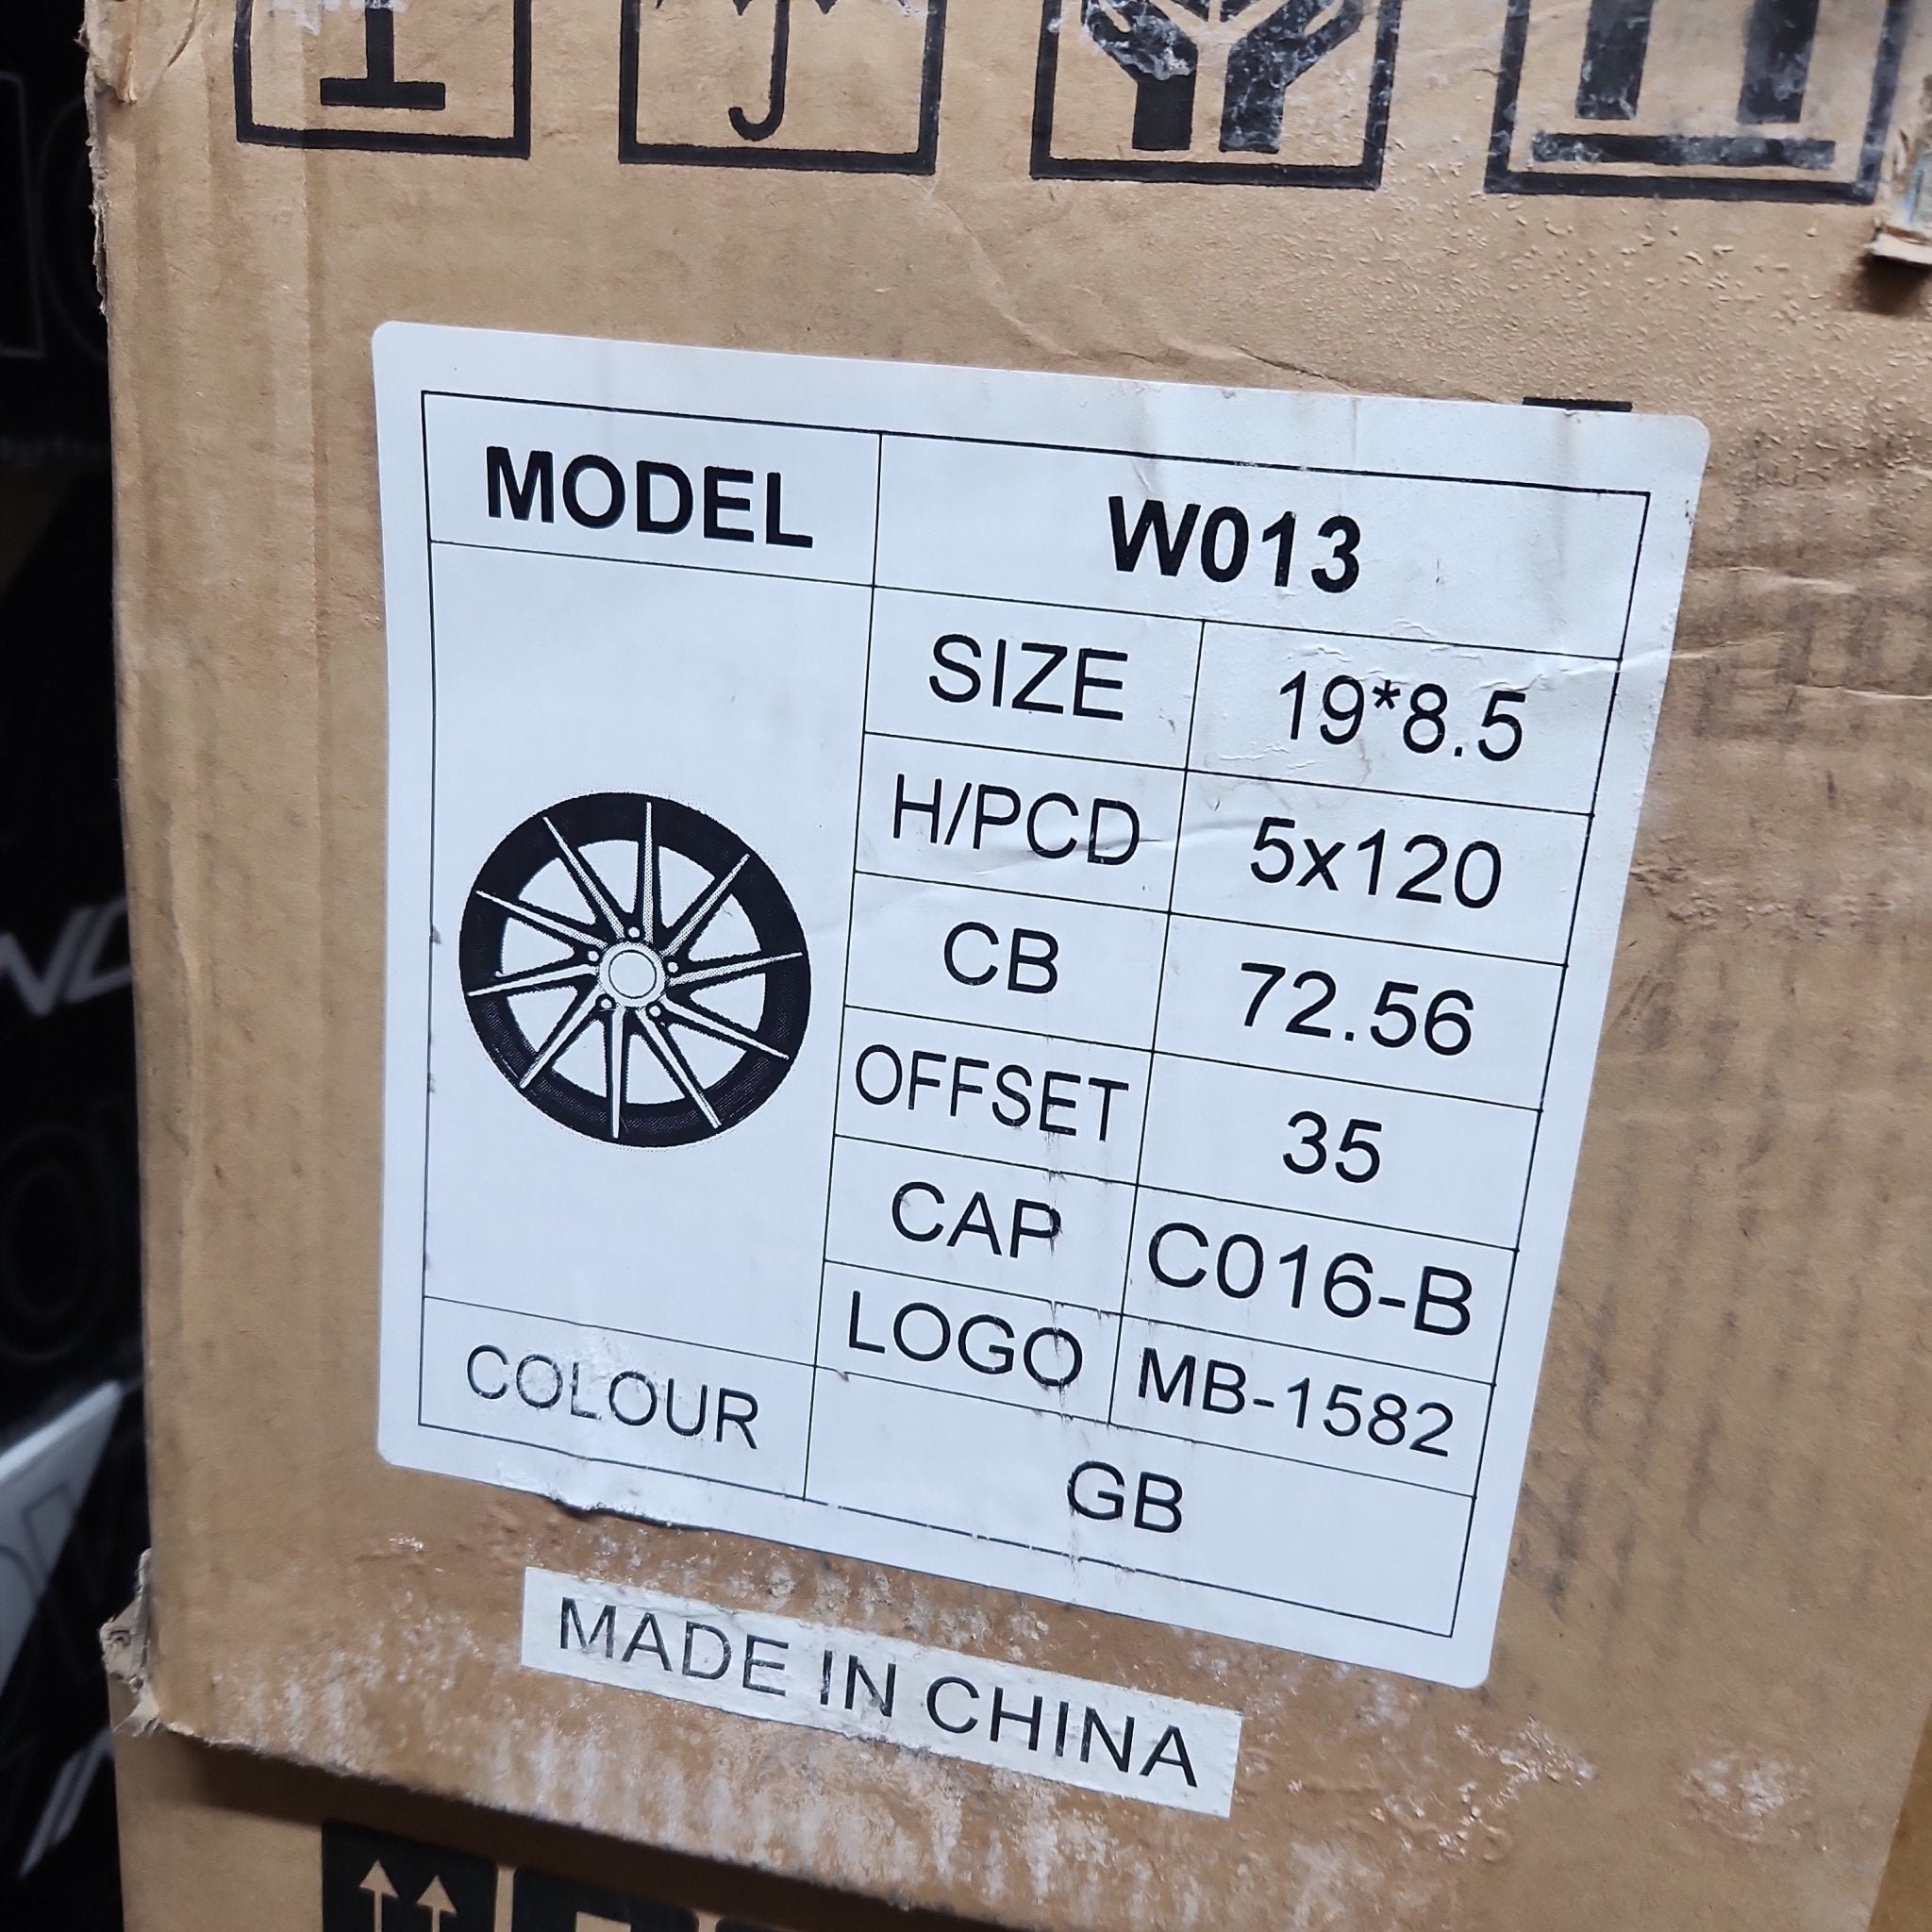 MODEL W013
SIZE 19*8.5
H/PCD 5x120
CB 72.56
OFFSET 35
CAP C016-B
LOGO MB-1582
COLOUR GB
MADE IN CHINA